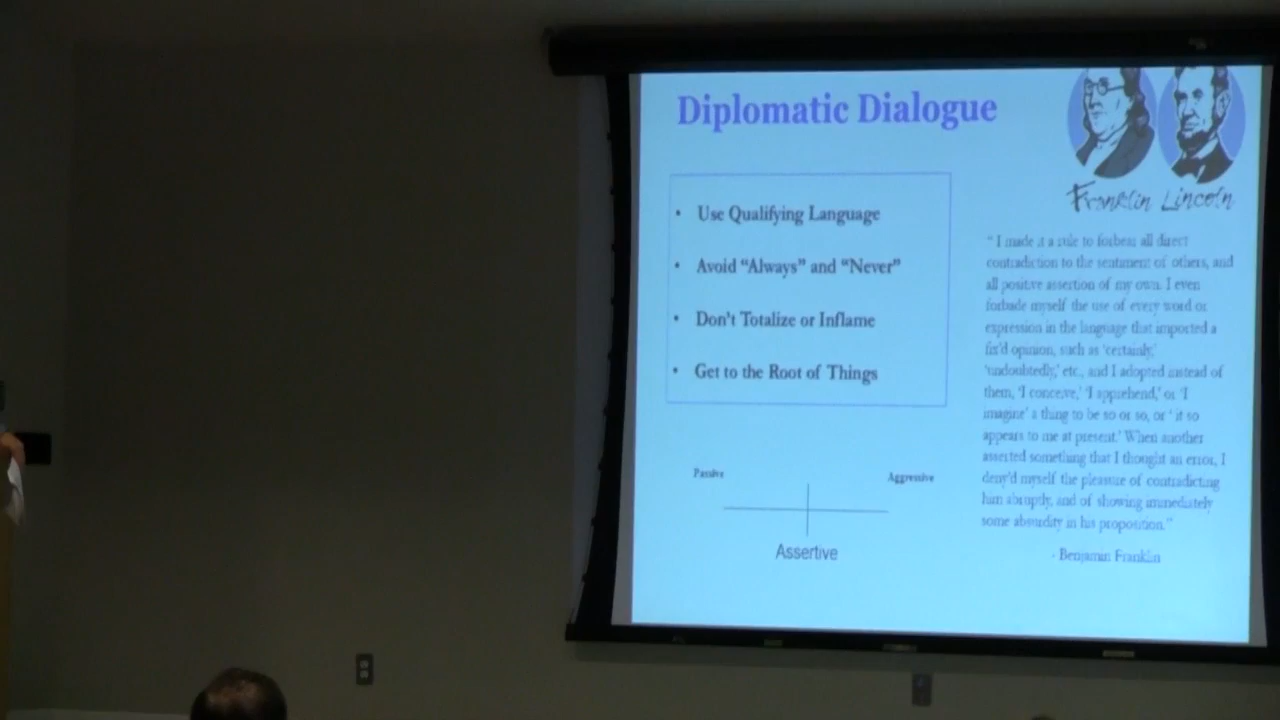 Diplomatic Dialogue
Franklin Lincoln
• Use Qualifying Language
• Avoid “Always” and “Never”
• Don’t Totalize or Inflame
• Get to the Root of Things
Passive
Aggressive
Assertive
“ I made it a rule to forbear all direct
contradiction to the sentiment of others, and
all positive assertion of my own. I even
forbade myself the use of every word or
expression in the language that imported a
fix'd opinion, such as 'certainly,'
'undoubtedly,' etc., and I adopted instead of
them, 'I conceive,' 'I apprehend,' or 'I
imagine' a thing to be so or so, or ' it so
appears to me at present.' When another
asserted something that I thought an error, I
deny'd myself the pleasure of contradicting
him abruptly, and of showing immediately
some absurdity in his proposition.”
- Benjamin Franklin